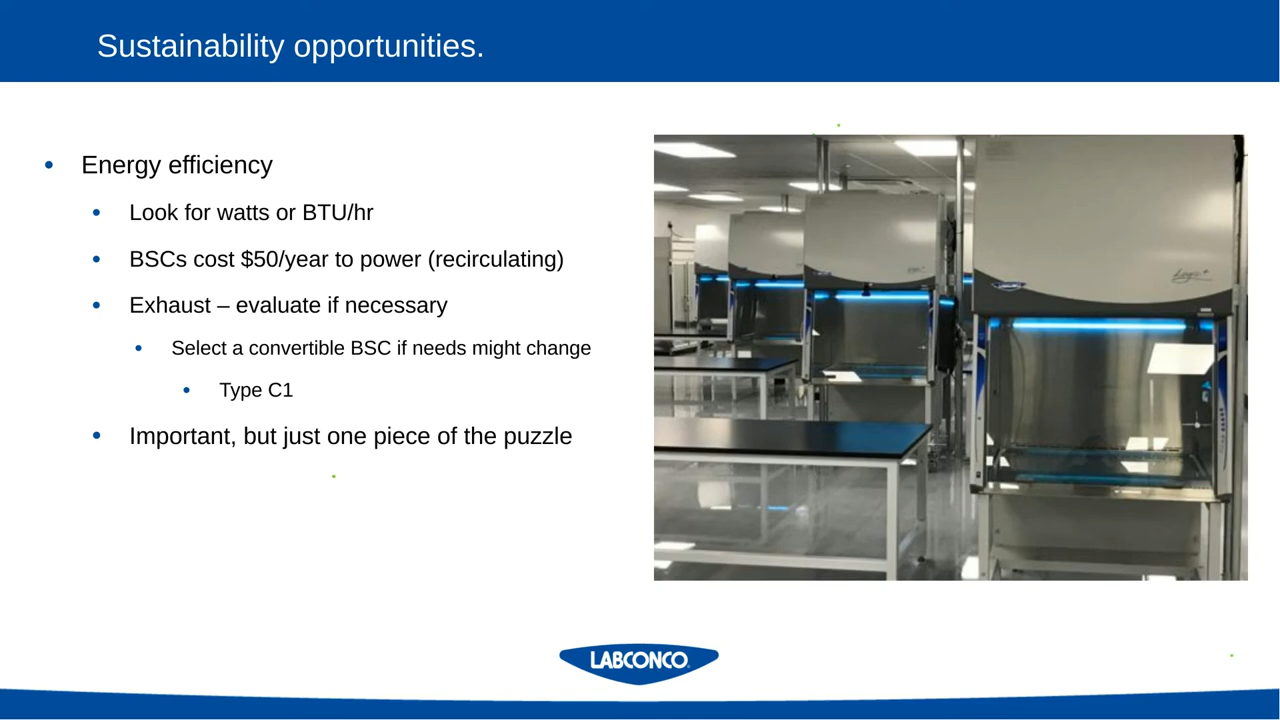 Sustainability opportunities.
Energy efficiency
Look for watts or BTU/hr
BSCs cost $50/year to power (recirculating)
Exhaust – evaluate if necessary
Select a convertible BSC if needs might change
Type C1
Important, but just one piece of the puzzle
Logic+
LABCONCO